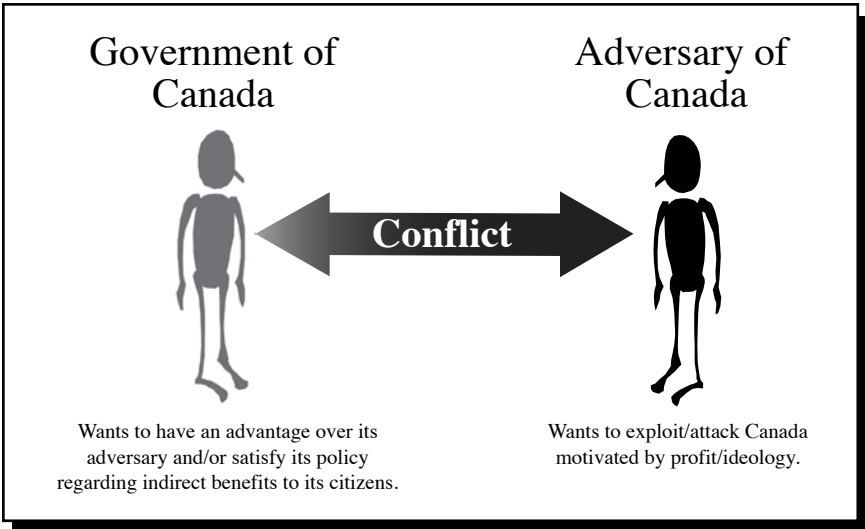 Government of
Canada
Adversary of
Canada
Conflict
Wants to have an advantage over its
adversary and/or satisfy its policy
regarding indirect benefits to its citizens.
Wants to exploit/attack Canada
motivated by profit/ideology.